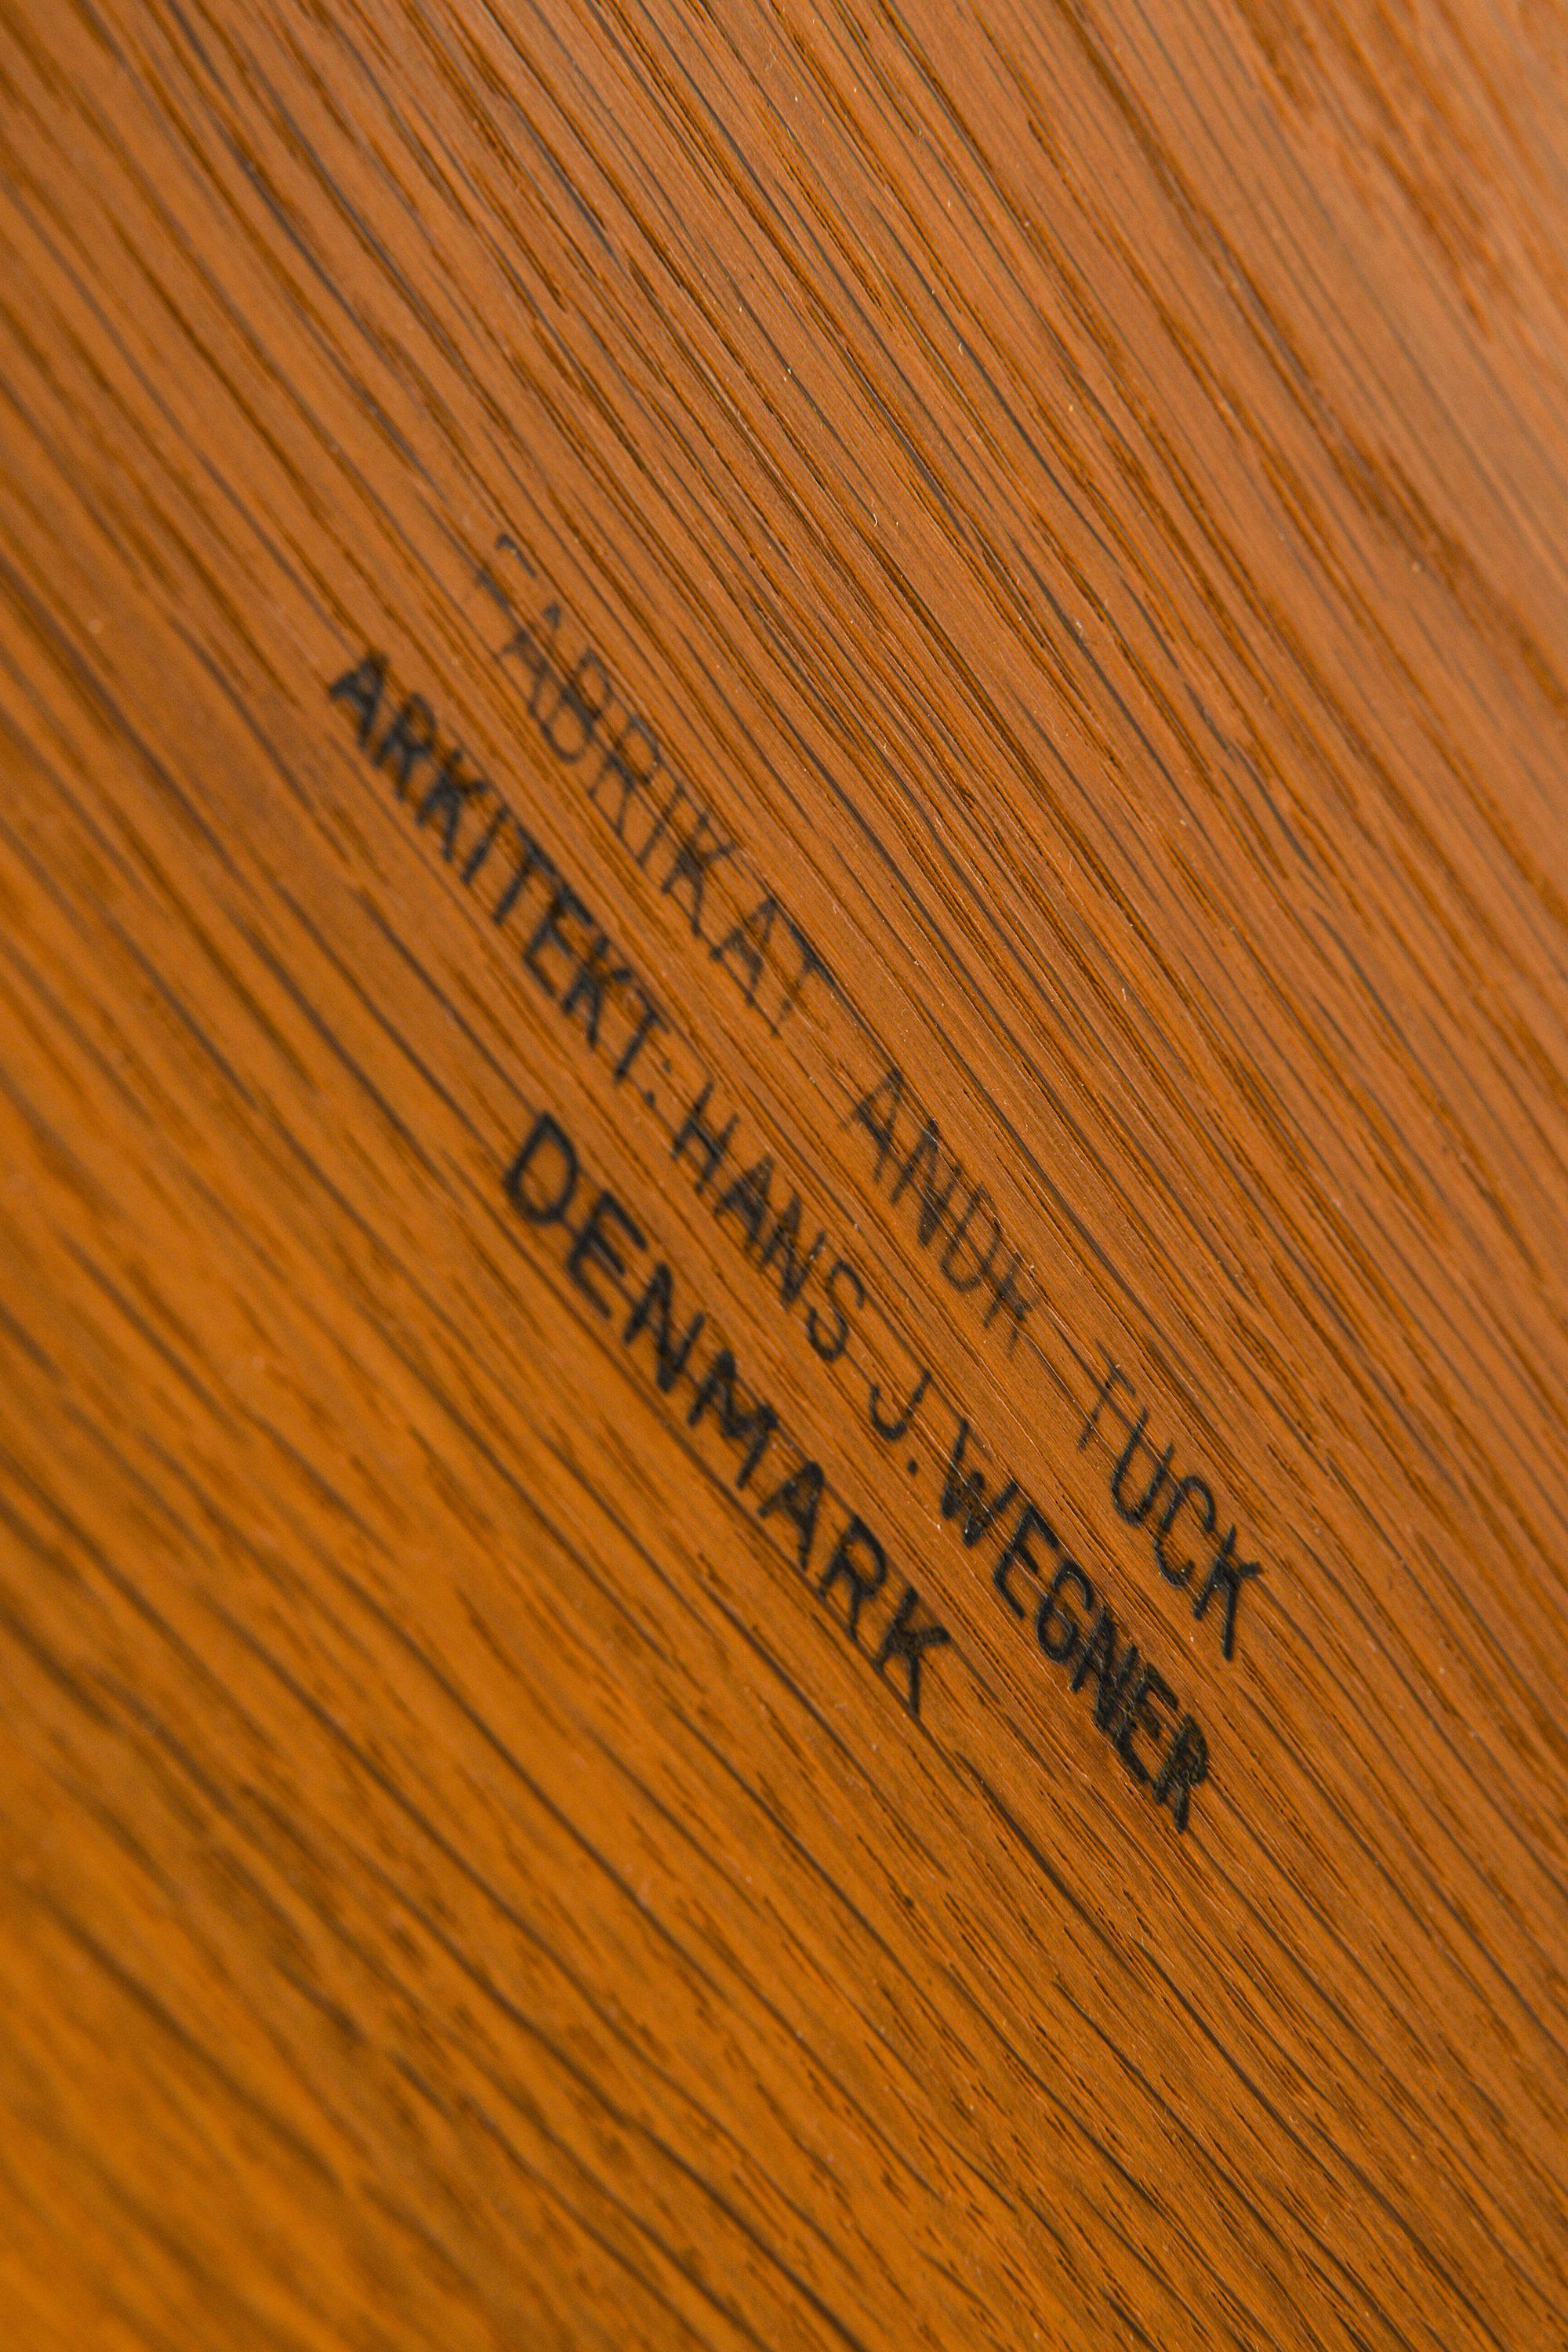 FABRIKAT ANDR TUCK
ARKITEKT: HANS J. WEGNER
DENMARK